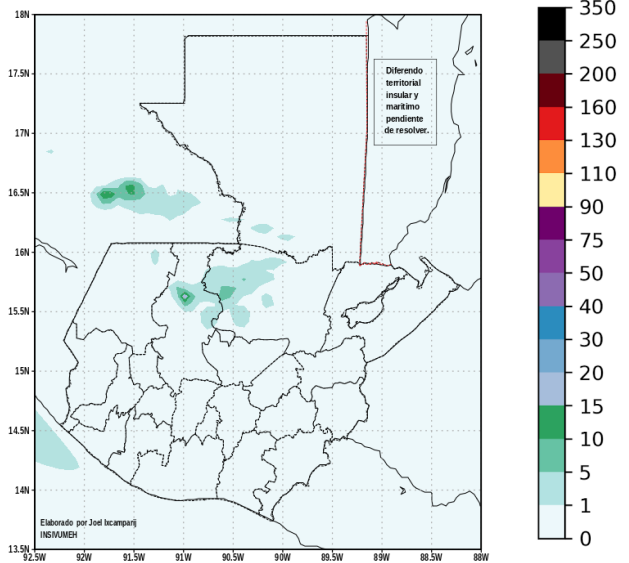 18N
17.5N
17N
16.5N
16N
15.5N
15N
14.5N
14N
13.5N
92.5W
92W
91.5W
91W
90.5W
90W
89.5W
89W
88.5W
88W
Diferendo
territorial
insular y
marítimo
pendiente
de resolver.
Elaborado por Joel Ixcamparij
INSIVUMEH
350
250
200
160
130
110
90
75
50
40
30
20
15
10
5
1
0